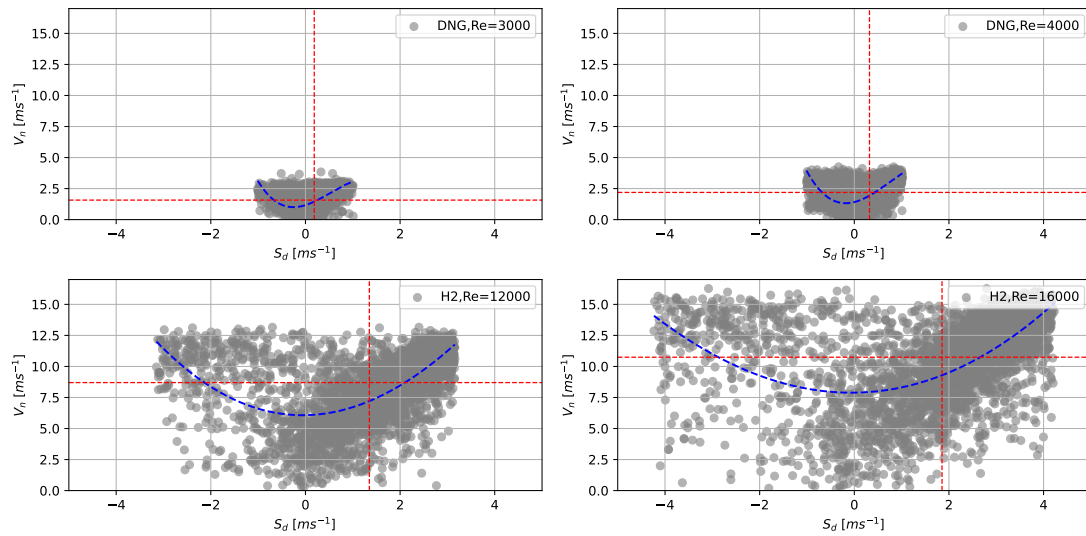 DNG,Re=3000
15.0
12.5
10.0
7.5
5.0
2.5
0.0
V_n [ms⁻¹]
−4 −2 0 2 4
S_d [ms⁻¹]
DNG,Re=4000
15.0
12.5
10.0
7.5
5.0
2.5
0.0
V_n [ms⁻¹]
−4 −2 0 2 4
S_d [ms⁻¹]
H2,Re=12000
15.0
12.5
10.0
7.5
5.0
2.5
0.0
V_n [ms⁻¹]
−4 −2 0 2 4
S_d [ms⁻¹]
H2,Re=16000
15.0
12.5
10.0
7.5
5.0
2.5
0.0
V_n [ms⁻¹]
−4 −2 0 2 4
S_d [ms⁻¹]